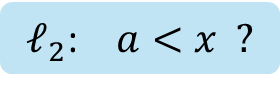 ℓ₂: a < x ?